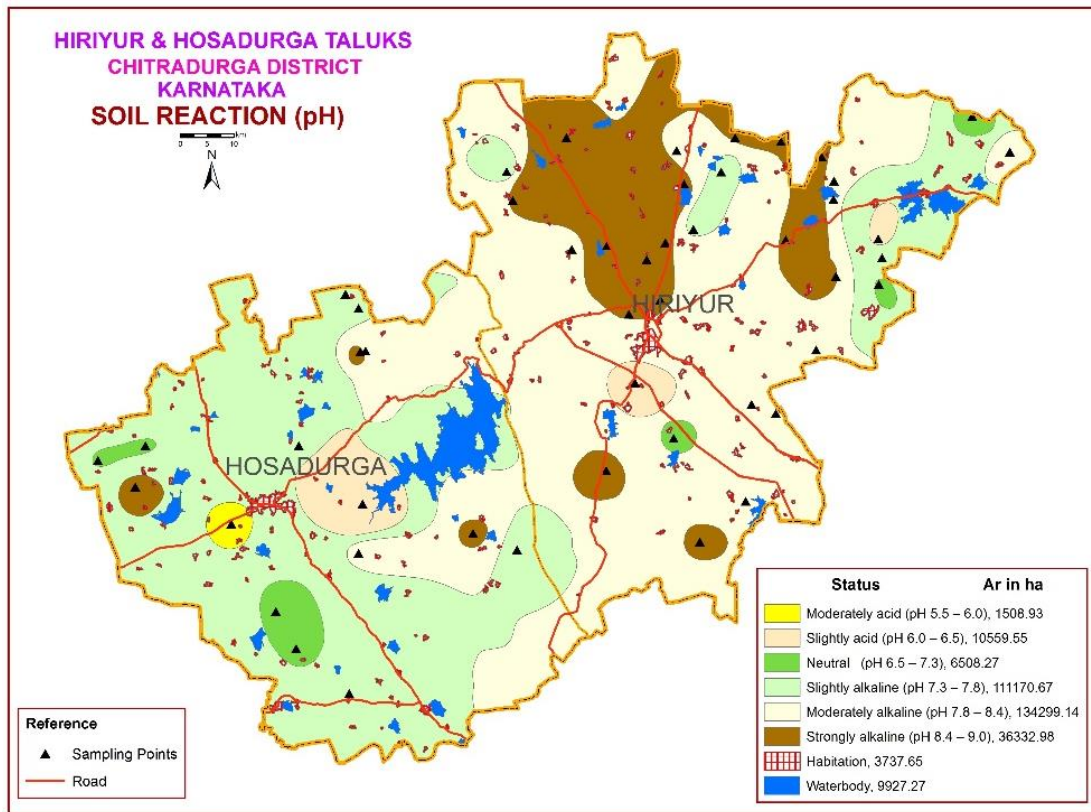 HIRIYUR & HOSADURGA TALUKS
CHITRADURGA DISTRICT
KARNATAKA
SOIL REACTION (pH)
5 0 10 km
N
HIRIYUR
HOSADURGA
Status Ar in ha
Moderately acid (pH 5.5 – 6.0), 1508.93
Slightly acid (pH 6.0 – 6.5), 10559.55
Neutral (pH 6.5 – 7.3), 6508.27
Slightly alkaline (pH 7.3 – 7.8), 111170.67
Moderately alkaline (pH 7.8 – 8.4), 134299.14
Strongly alkaline (pH 8.4 – 9.0), 36332.98
Habitation, 3737.65
Waterbody, 9927.27
Reference
Sampling Points
Road